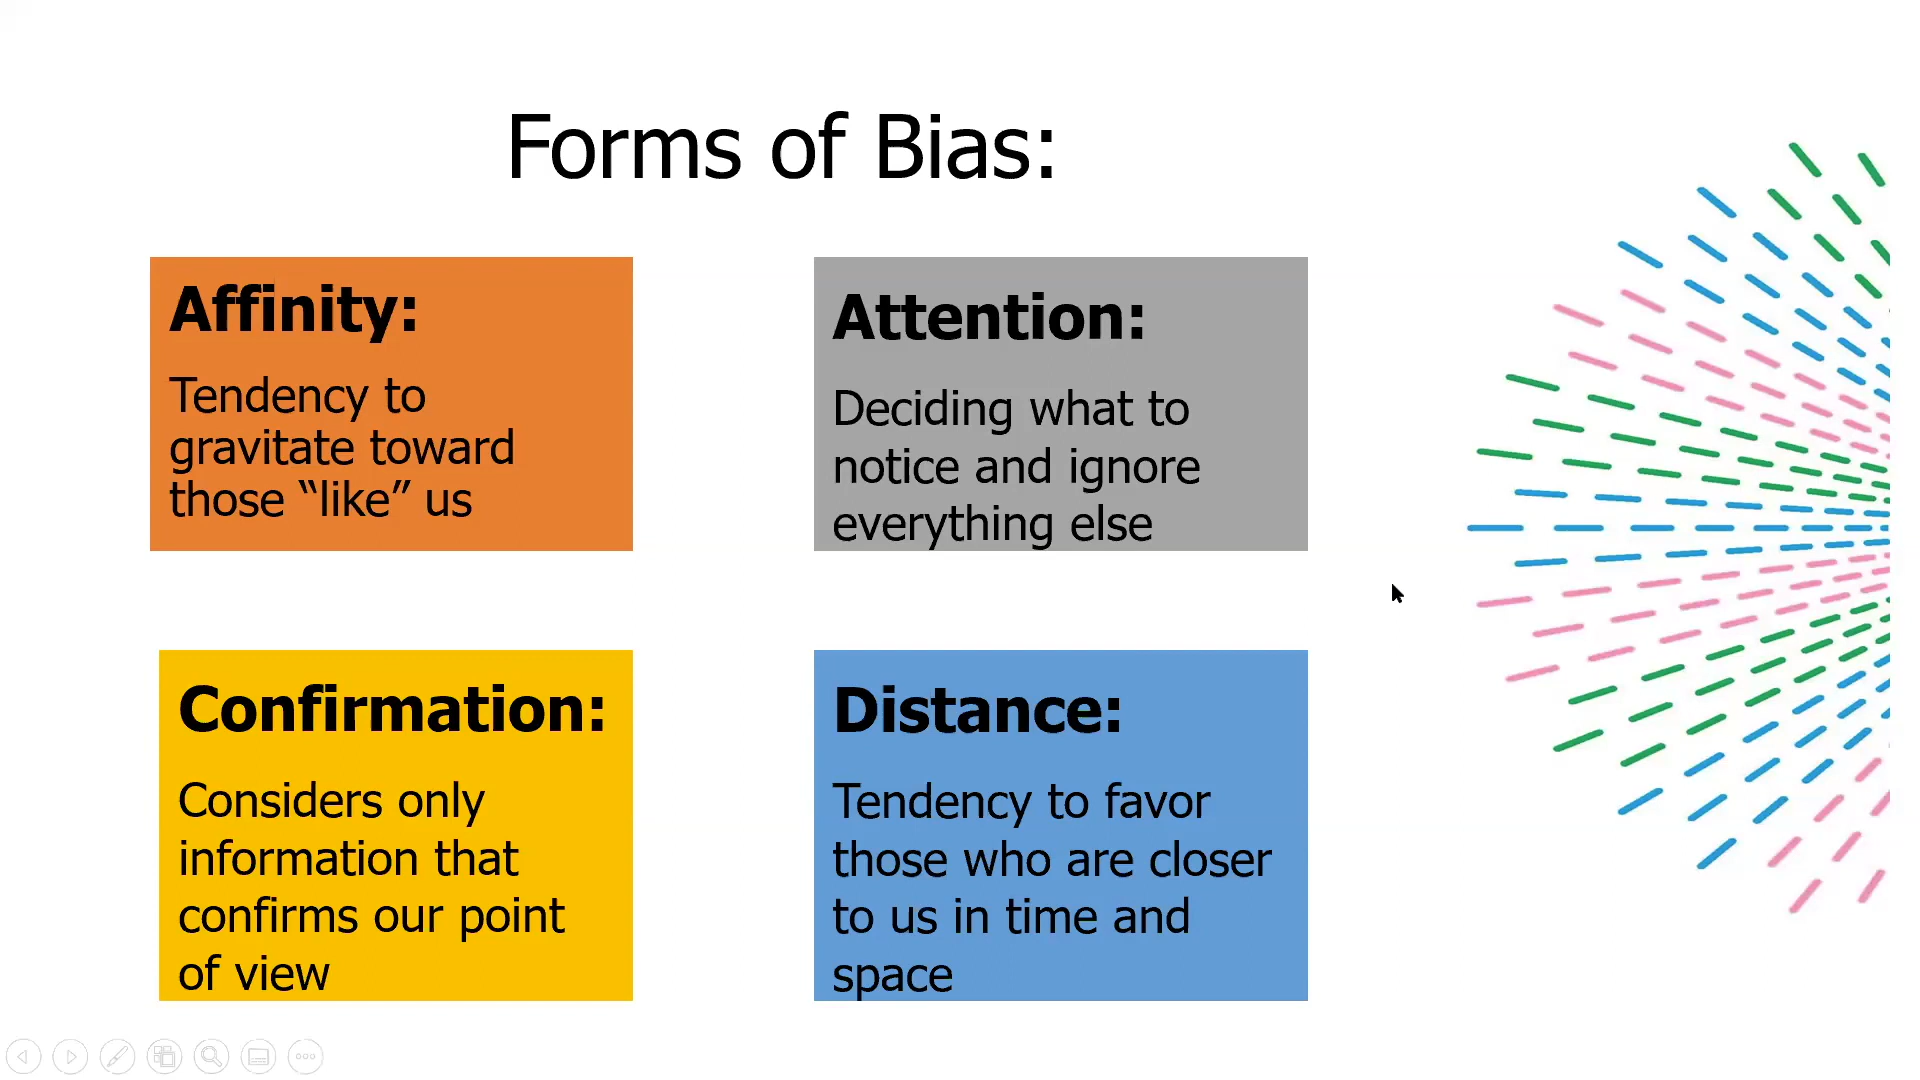 Forms of Bias:
Affinity:
Tendency to
gravitate toward
those “like” us
Attention:
Deciding what to
notice and ignore
everything else
Confirmation:
Considers only
information that
confirms our point
of view
Distance:
Tendency to favor
those who are closer
to us in time and
space